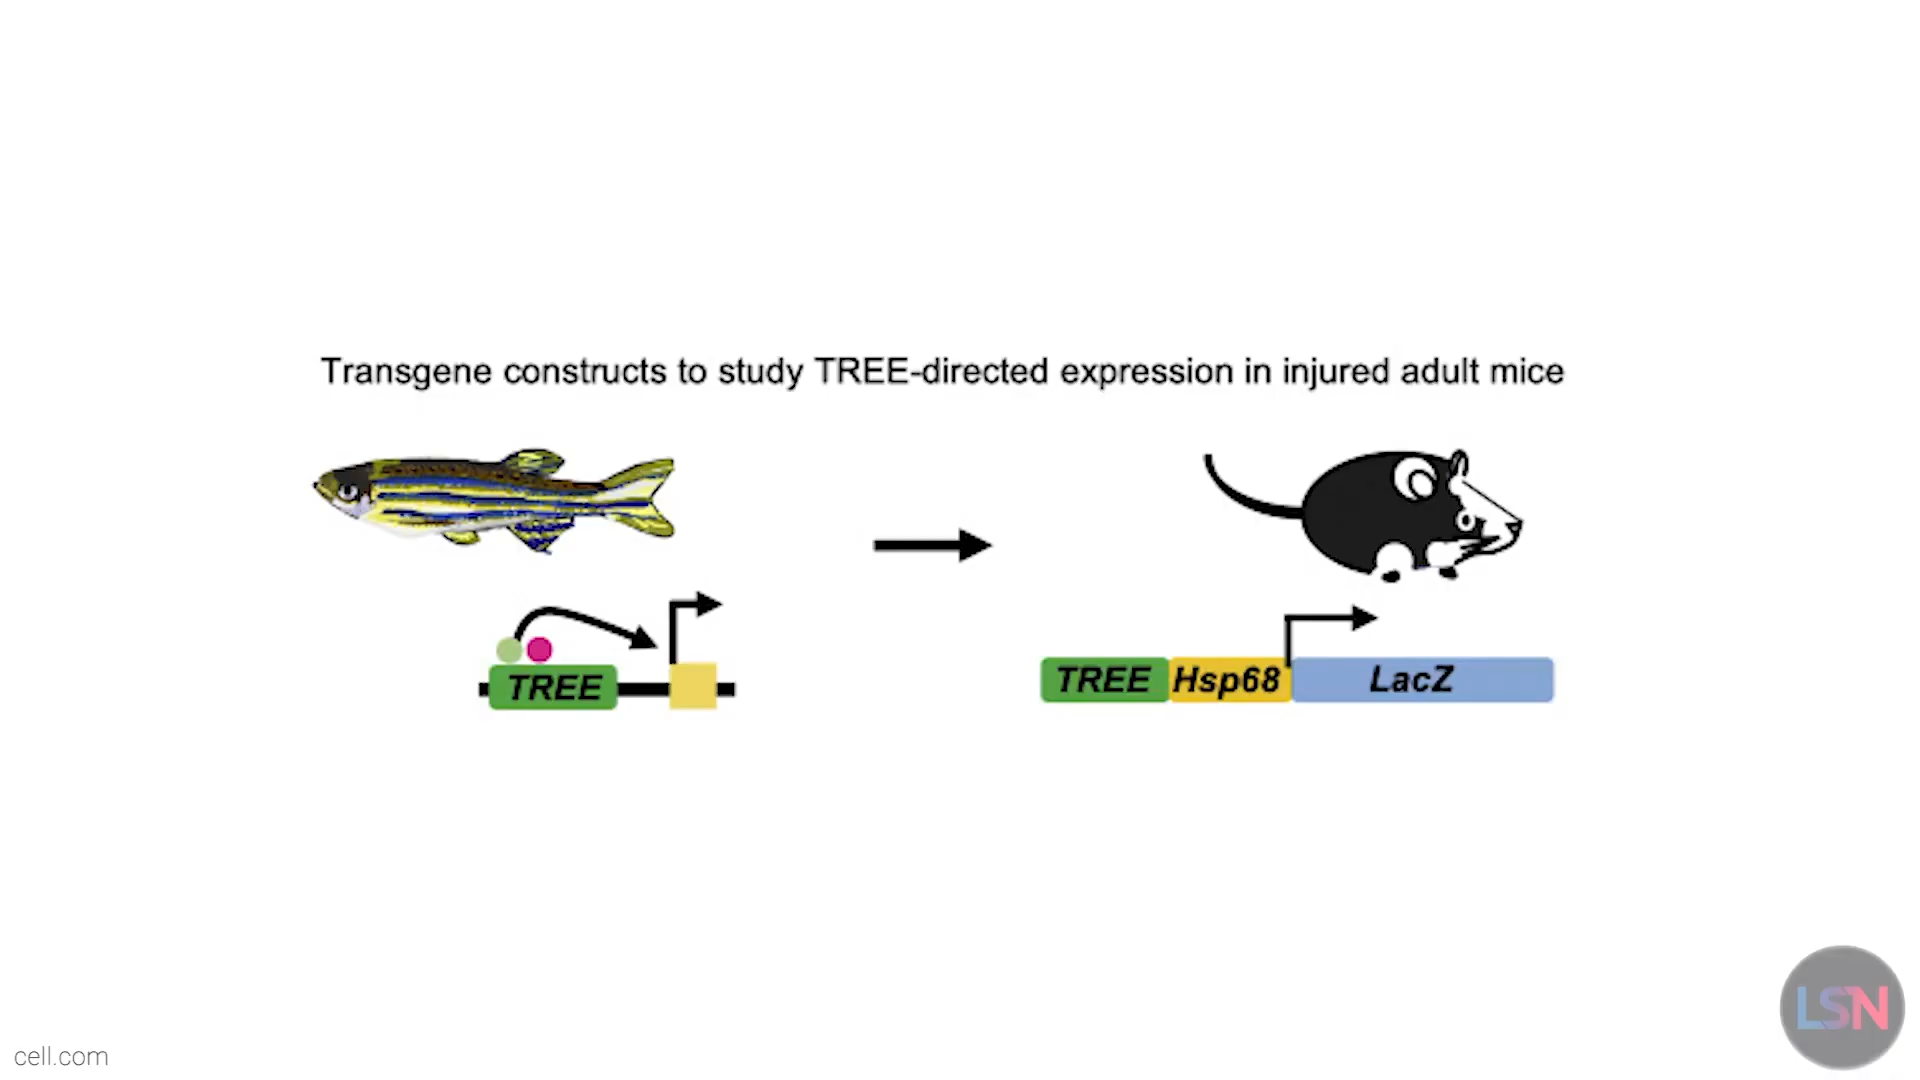 Transgene constructs to study TREE-directed expression in injured adult mice
TREE
TREE Hsp68 LacZ
cell.com
LSN